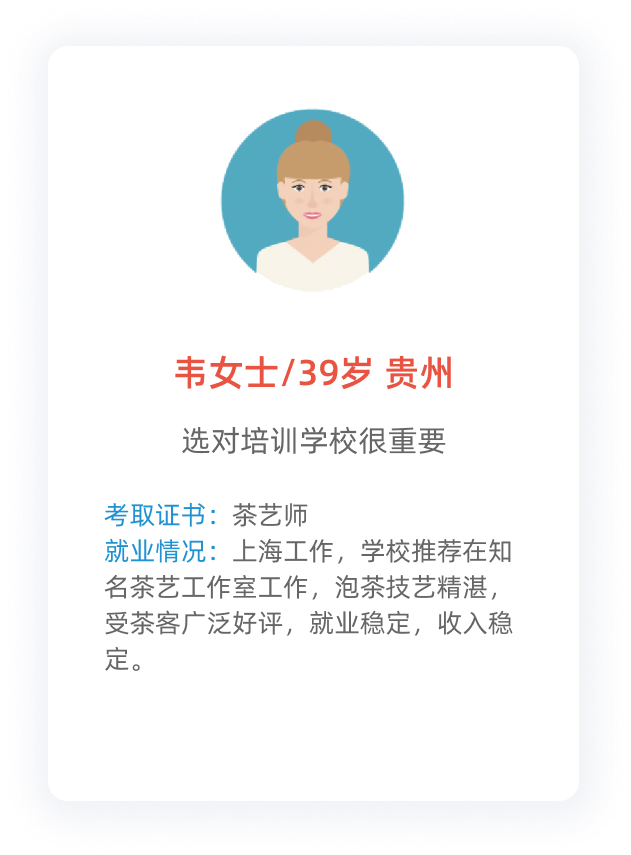 韦女士/39岁 贵州
选对培训学校很重要
考取证书：茶艺师
就业情况：上海工作，学校推荐在知
名茶艺工作室工作，泡茶技艺精湛，
受茶客广泛好评，就业稳定，收入稳
定。